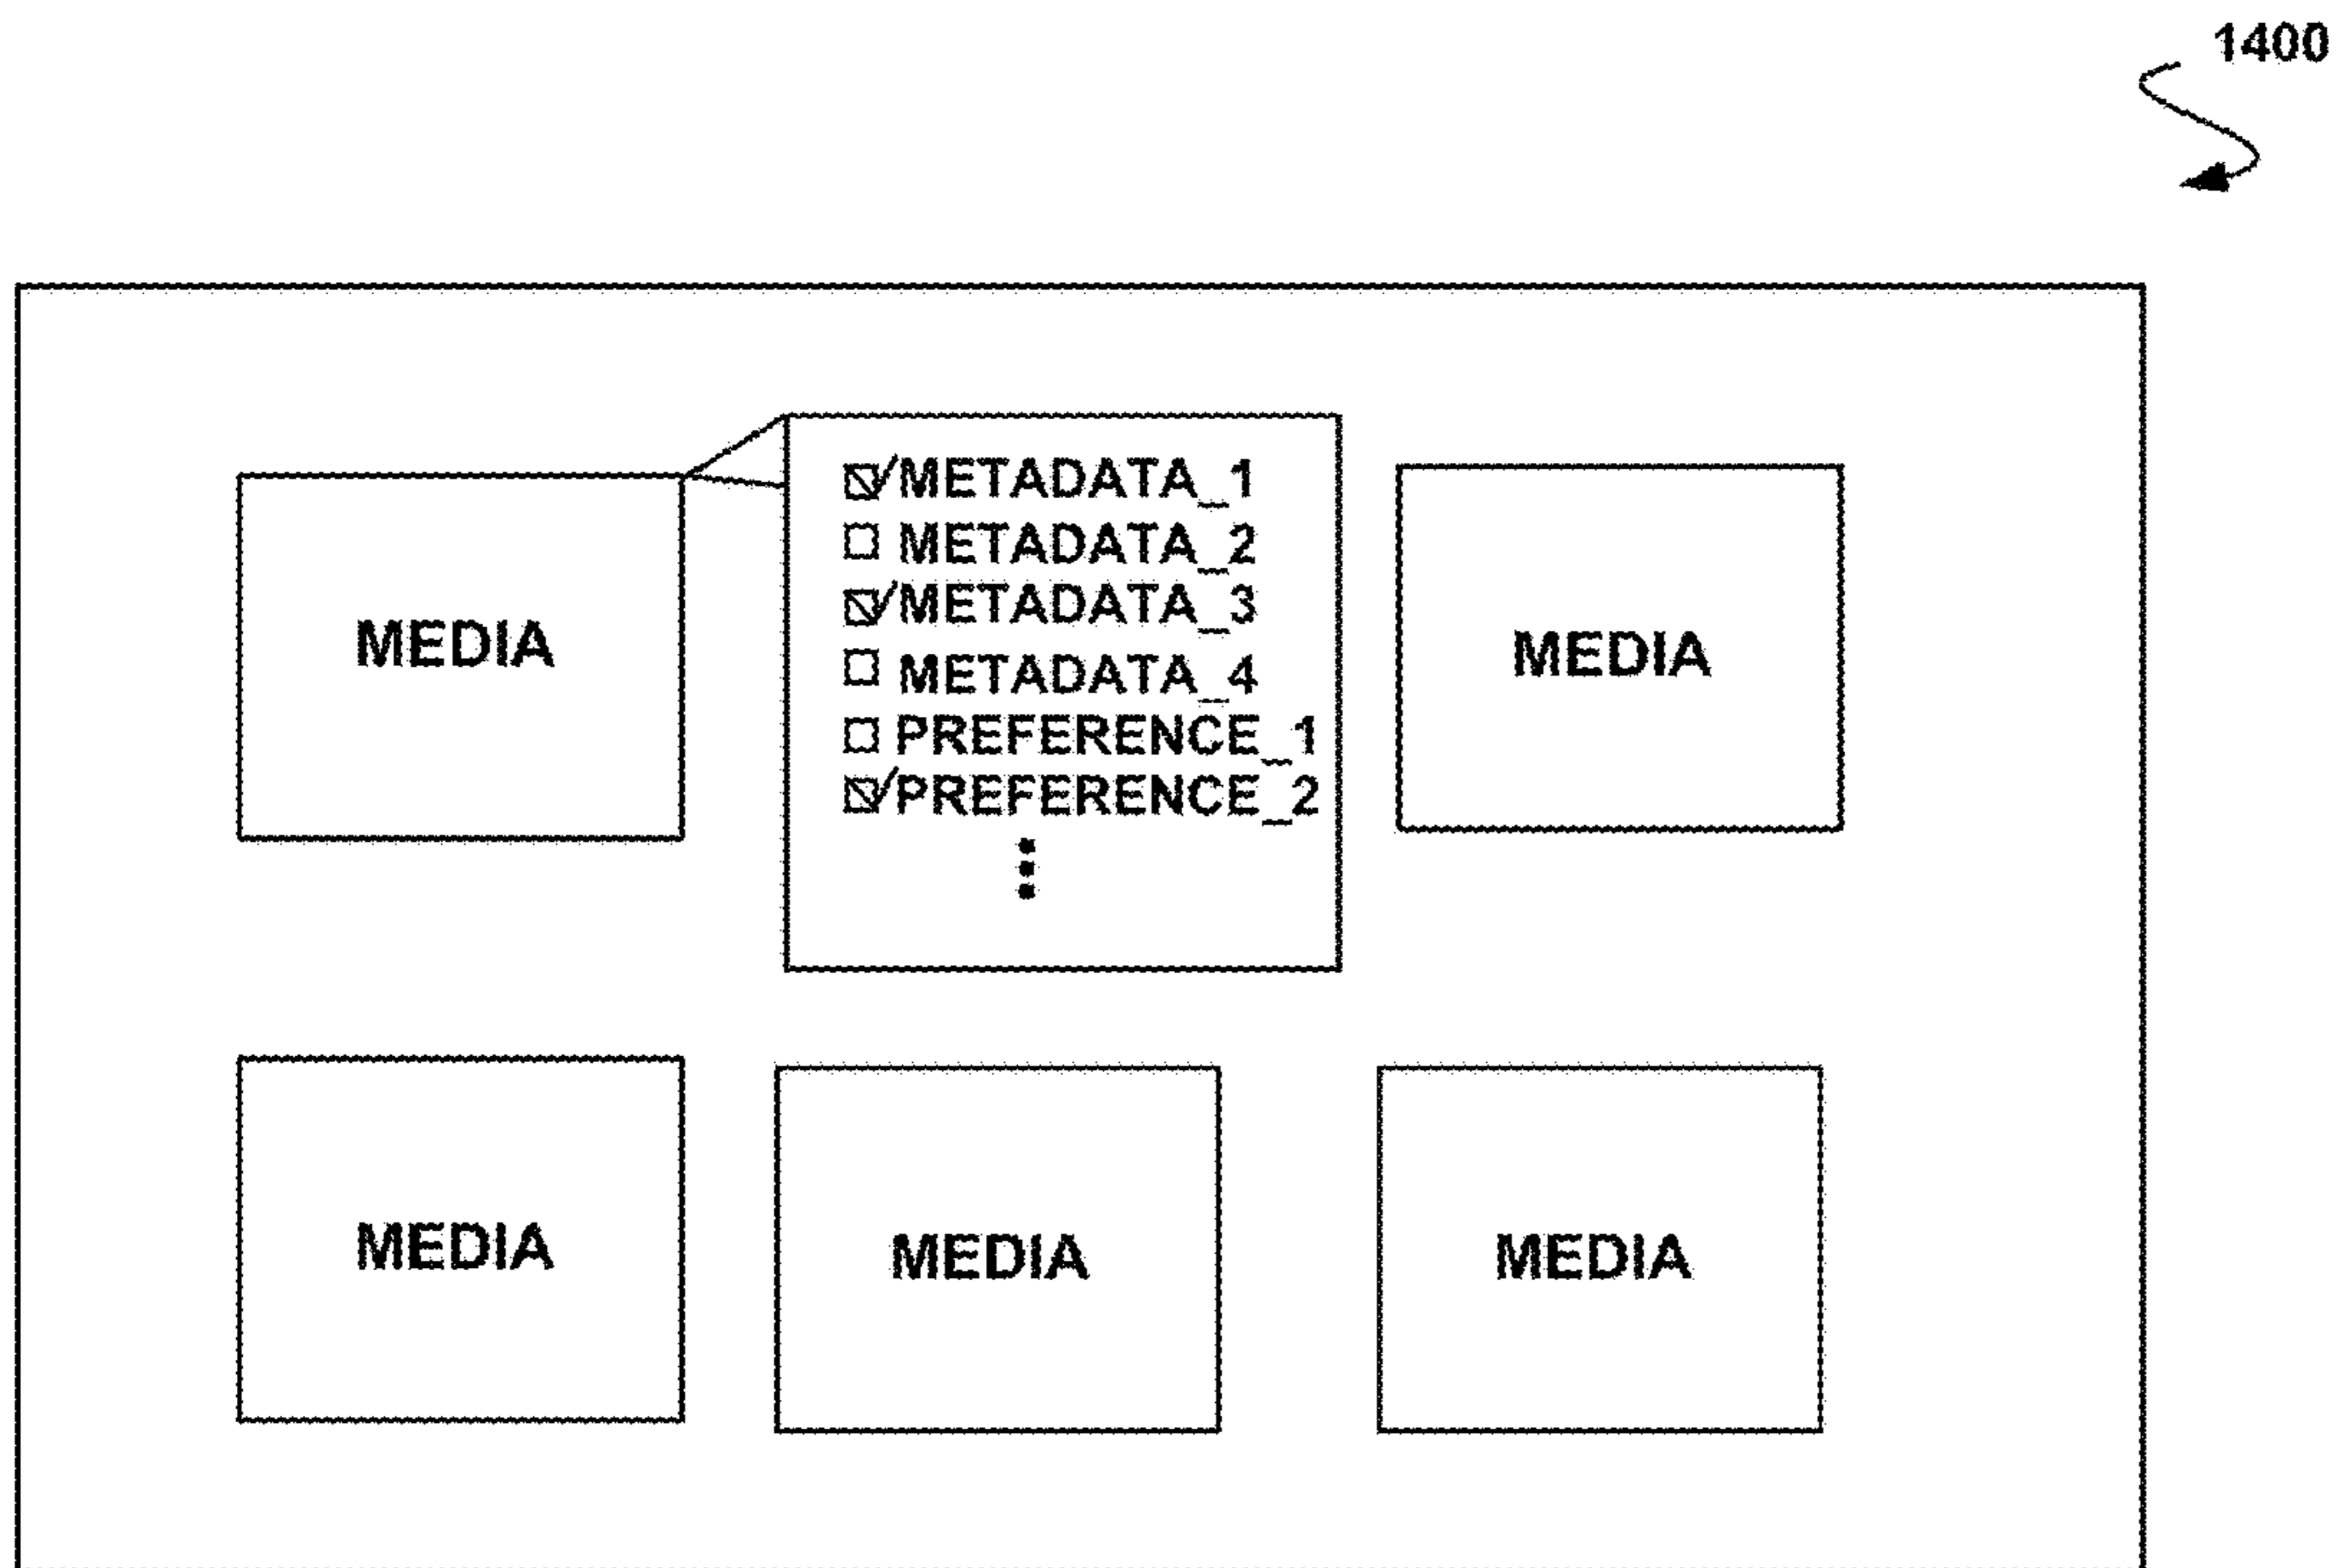 1400
MEDIA
METADATA_1
METADATA_2
METADATA_3
METADATA_4
PREFERENCE_1
PREFERENCE_2
MEDIA
MEDIA
MEDIA
MEDIA